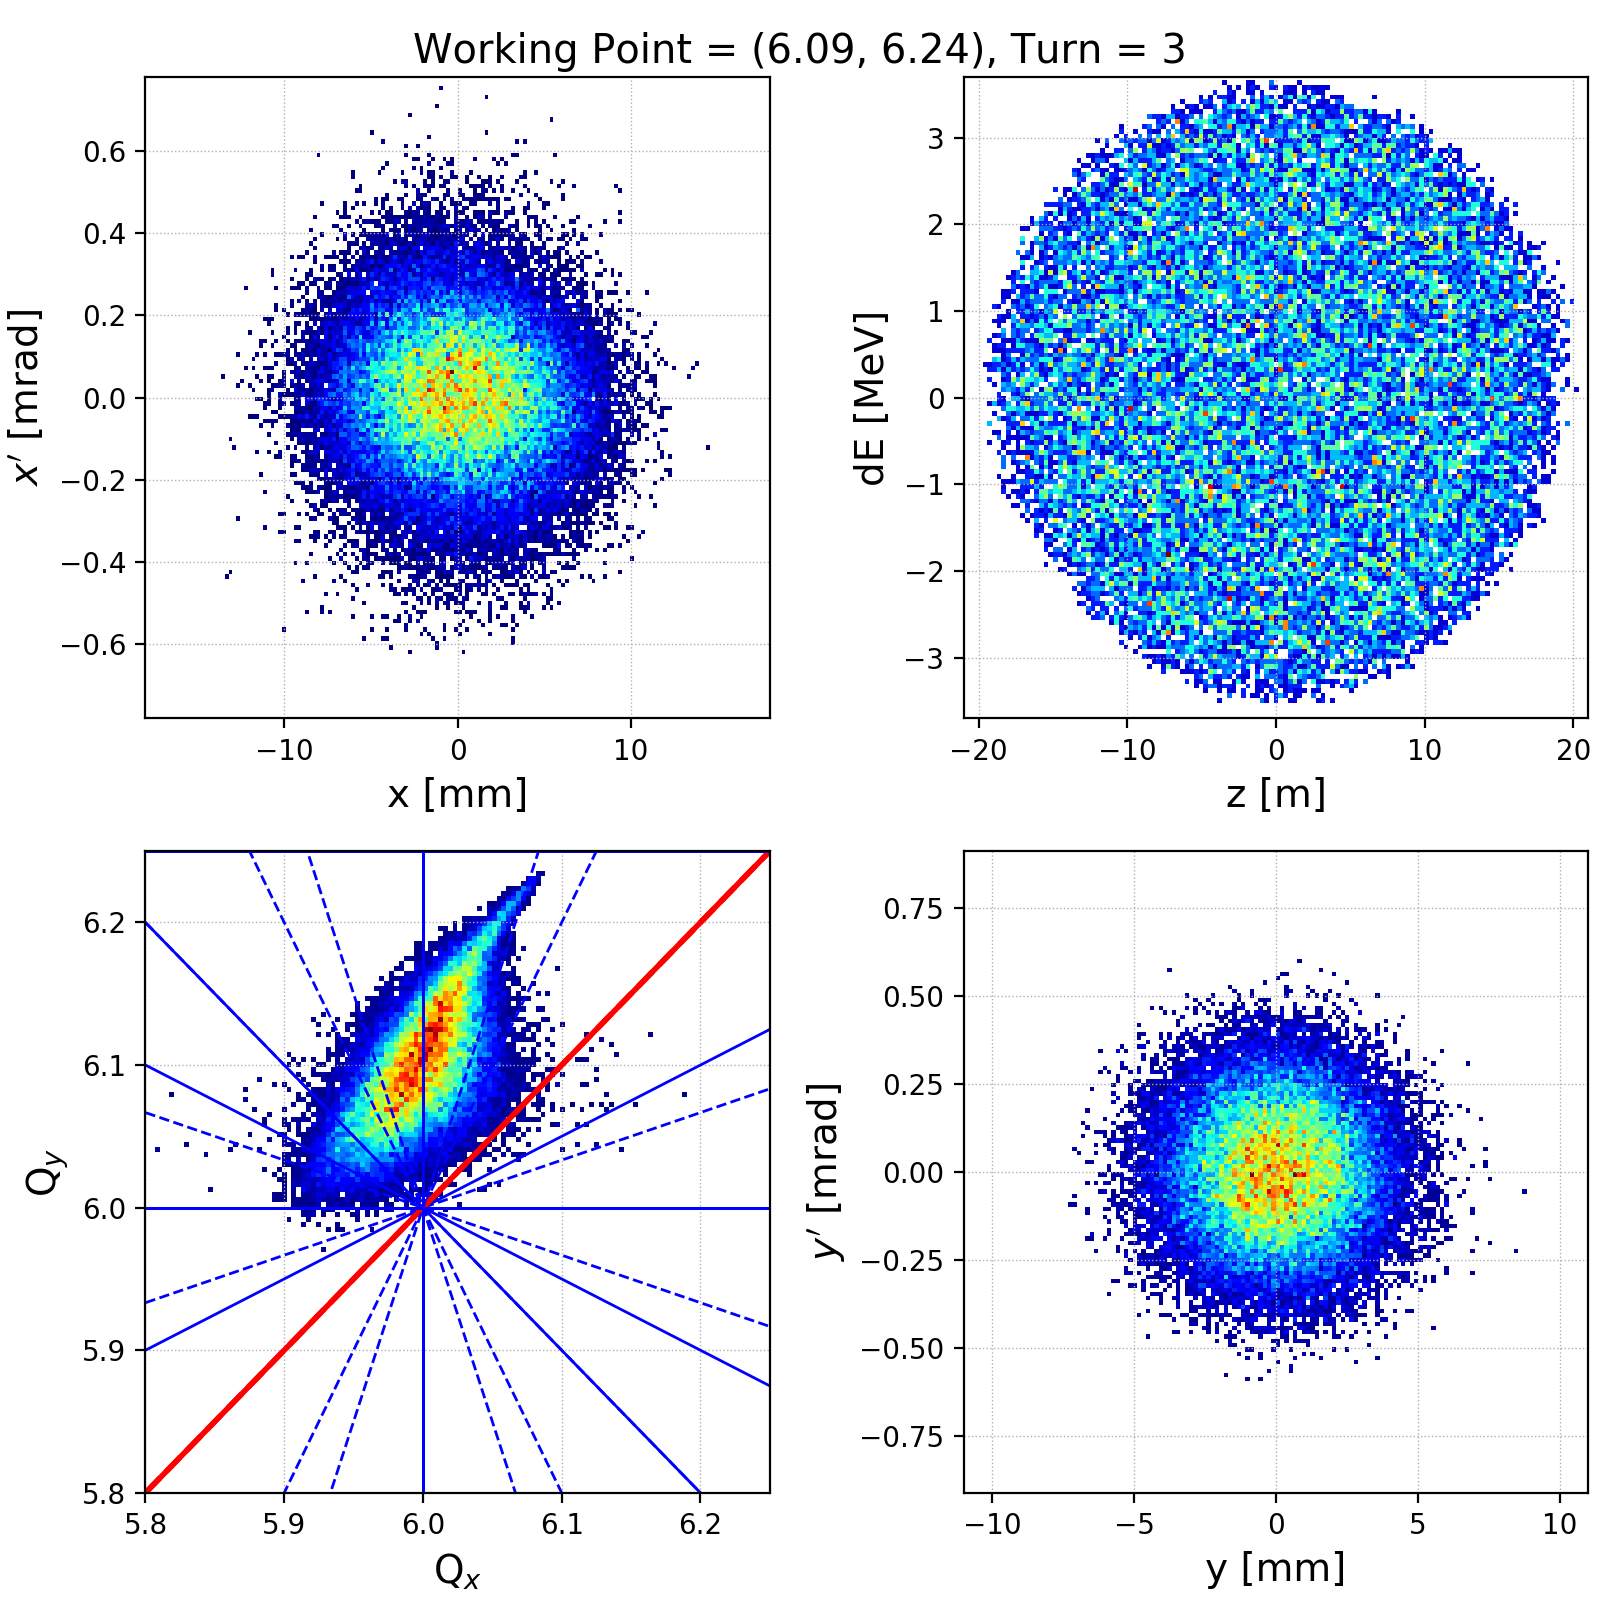 Working Point = (6.09, 6.24), Turn = 3
0.6
0.4
0.2
0.0
−0.2
−0.4
−0.6
x′ [mrad]
−10 0 10
x [mm]
3
2
1
0
−1
−2
−3
dE [MeV]
−20 −10 0 10 20
z [m]
6.2
6.1
6.0
5.9
5.8
Qy
5.8 5.9 6.0 6.1 6.2
Qx
0.75
0.50
0.25
0.00
−0.25
−0.50
−0.75
y′ [mrad]
−10 −5 0 5 10
y [mm]